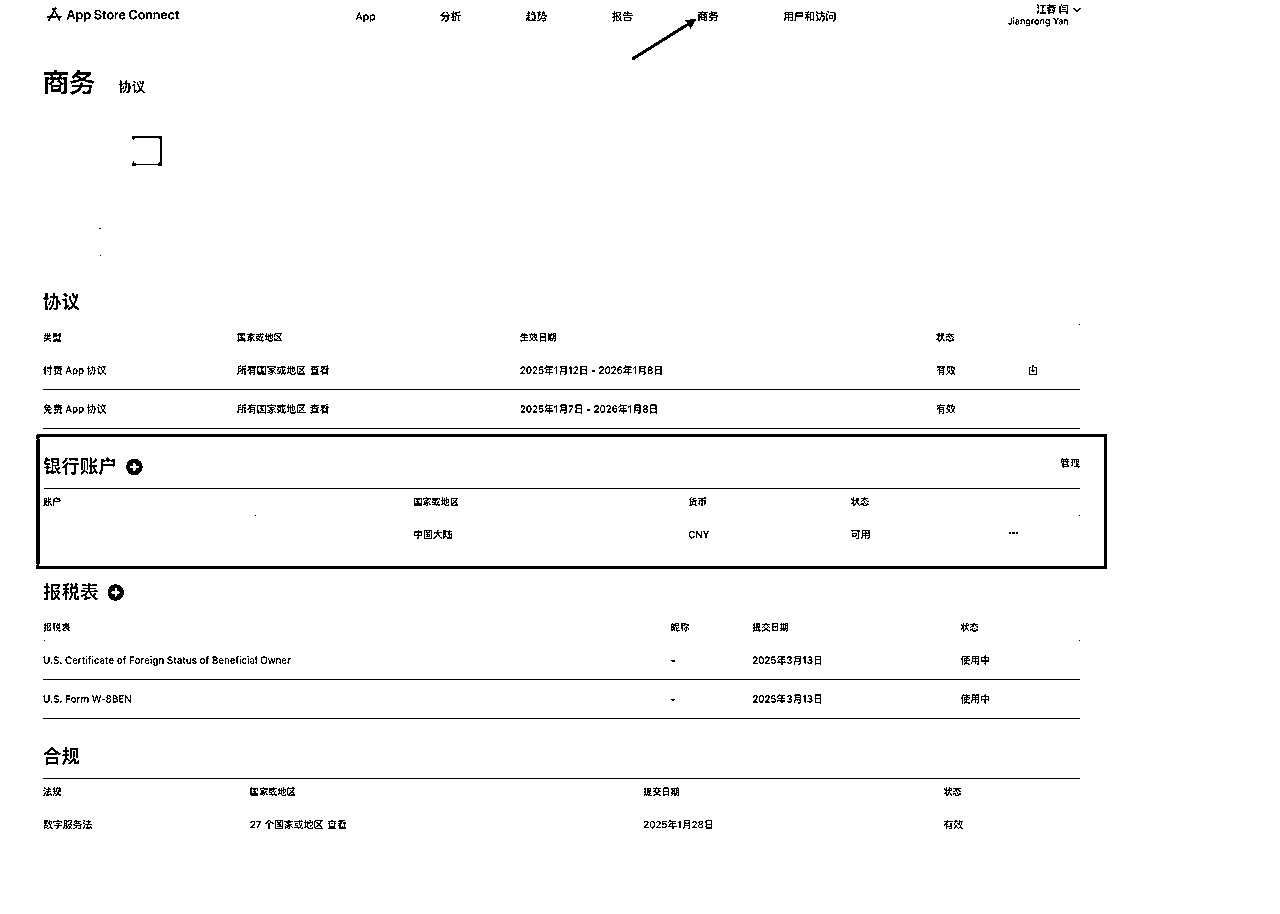 App Store Connect App 分析 趋势 报告 商务 用户和访问
Jiangrong Yan
商务 协议
协议
类型 国家或地区 生效日期 状态
付费 App 协议 所有国家或地区 查看 2025年1月12日 - 2026年1月8日 有效
免费 App 协议 所有国家或地区 查看 2025年1月7日 - 2026年1月8日 有效
银行账户 管理
账户 国家或地区 货币 状态
中国大陆 CNY 可用 ...
报税表
报税表 昵称 提交日期 状态
U.S. Certificate of Foreign Status of Beneficial Owner - 2025年3月13日 使用中
U.S. Form W-8BEN - 2025年3月13日 使用中
合规
法规 国家或地区 提交日期 状态
数字服务法 27 个国家或地区 查看 2025年1月28日 有效